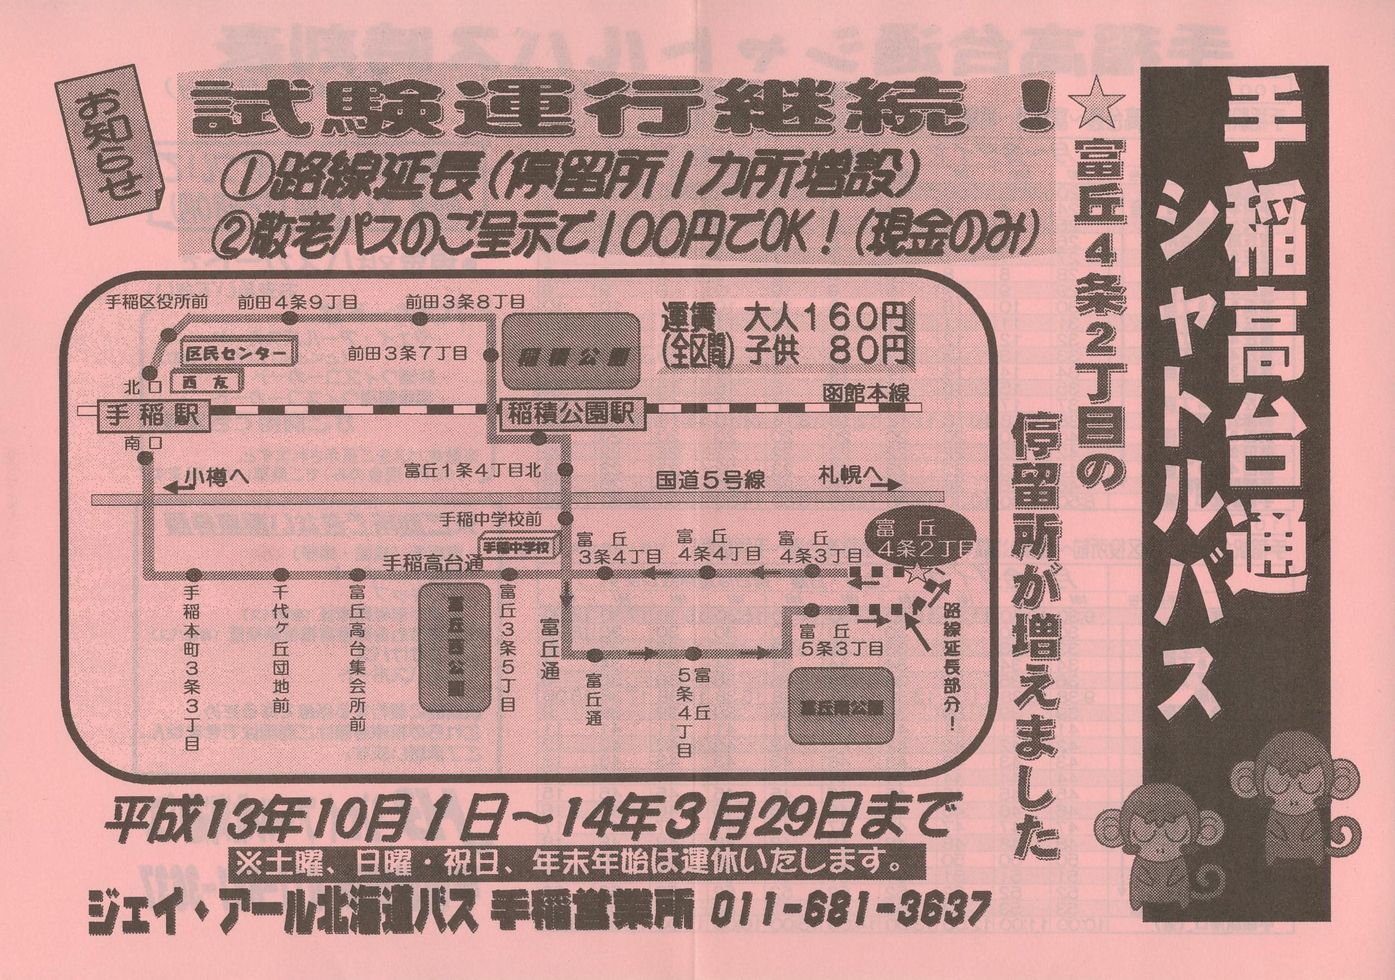 手稲高台通
シャトルバス
☆富丘4条2丁目の
停留所が増えました
お知らせ
試験運行継続！
①路線延長(停留所1カ所増設)
②敬老パスのご呈示で100円でOK！(現金のみ)
手稲区役所前
前田4条9丁目
前田3条8丁目
区民センター
西友
前田3条7丁目
稲積公園
運賃 大人160円
(全区間) 子供 80円
北口
手稲駅
南口
稲積公園駅
函館本線
富丘1条4丁目北
小樽へ
国道5号線
札幌へ
手稲中学校前
手稲中学校
手稲高台通
富丘
3条4丁目
富丘
4条4丁目
富丘
4条3丁目
富丘
4条2丁目
手稲本町3条3丁目
千代ヶ丘団地前
富丘高台集会所前
富丘西公園
富丘3条5丁目
富丘通
富丘通
富丘
5条4丁目
富丘
5条3丁目
路線延長部分！
富丘南公園
平成13年10月1日～14年3月29日まで
※土曜、日曜・祝日、年末年始は運休いたします。
ジェイ・アール北海道バス 手稲営業所 011-681-3637